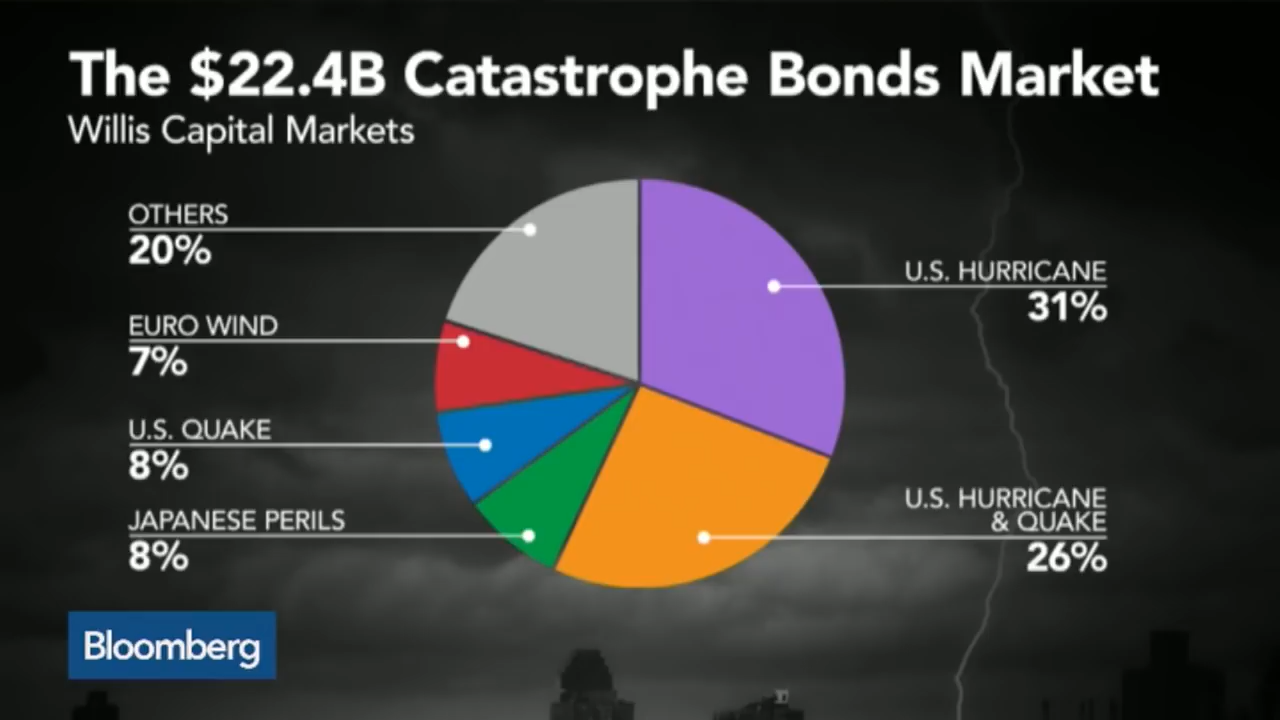 The $22.4B Catastrophe Bonds Market
Willis Capital Markets
OTHERS
20%
EURO WIND
7%
U.S. QUAKE
8%
JAPANESE PERILS
8%
U.S. HURRICANE
31%
U.S. HURRICANE
& QUAKE
26%
Bloomberg